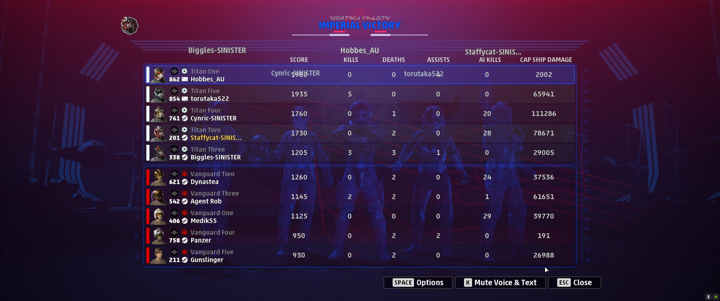 IMPERIAL VICTORY
Biggles-SINISTER Hobbes_AU Staffycat-SINIS...
SCORE KILLS DEATHS ASSISTS AI KILLS CAP SHIP DAMAGE
Cynric-SINISTER torutaka522
Titan One
862 Hobbes_AU 0 0 0 2002
Titan Five
854 torutaka522 1935 5 0 0 0 65941
Titan Four
761 Cynric-SINISTER 1760 0 1 0 20 111286
Titan Two
201 Staffycat-SINIS... 1730 0 2 0 28 78671
Titan Three
338 Biggles-SINISTER 1205 3 3 1 0 29005
Vanguard Two
621 Dynastea 1260 0 2 0 24 37536
Vanguard Three
542 Agent Rob 1145 2 2 0 1 61651
Vanguard One
406 Medik55 1125 0 0 0 29 39770
Vanguard Four
758 Panzer 950 0 2 2 0 191
Vanguard Five
211 Gunslinger 930 0 2 0 0 26988
SPACE Options K Mute Voice & Text ESC Close